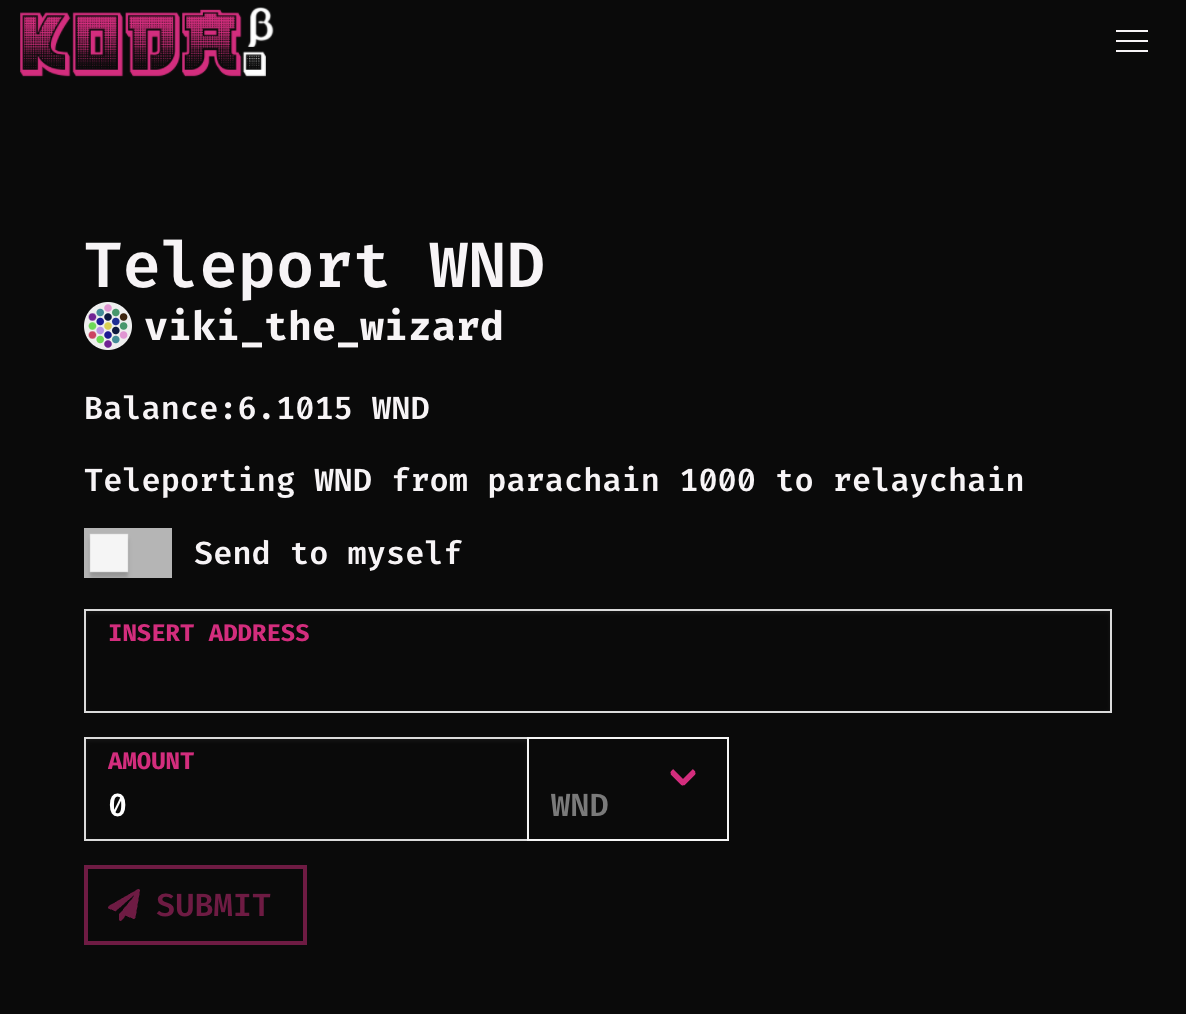 KODA β
Teleport WND
viki_the_wizard
Balance:6.1015 WND
Teleporting WND from parachain 1000 to relaychain
Send to myself
INSERT ADDRESS
AMOUNT
0 WND
SUBMIT